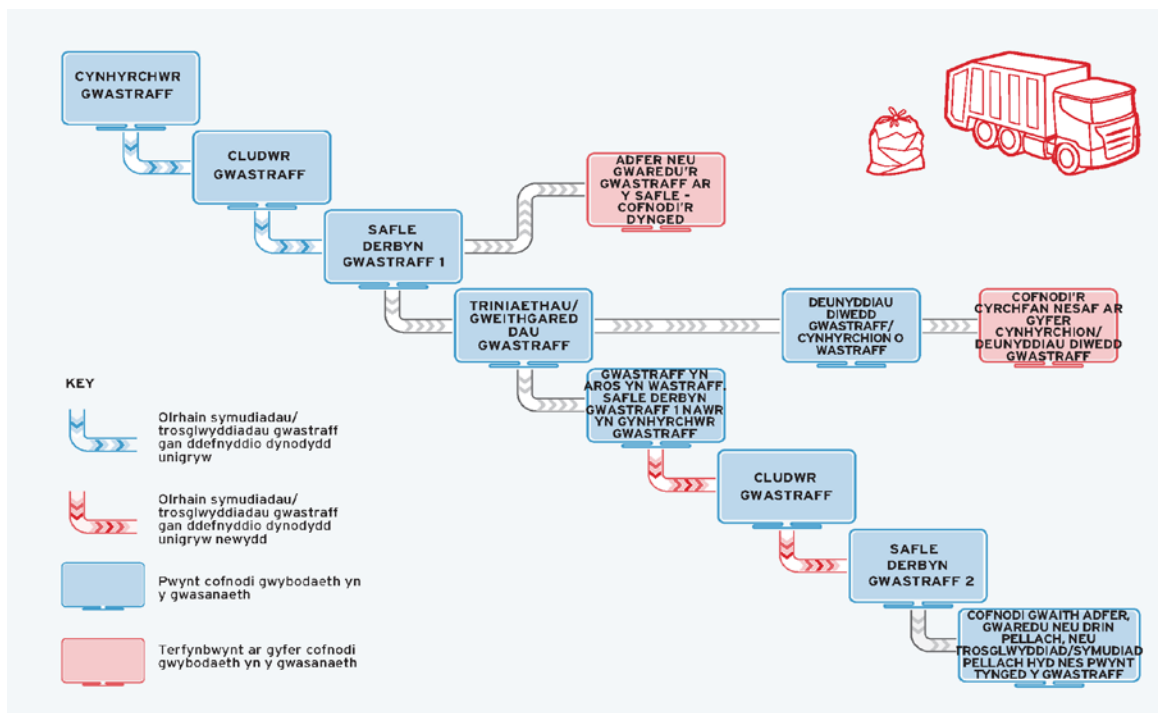 CYNHYRCHWR
GWASTRAFF
CLUDWR
GWASTRAFF
SAFLE
DERBYN
GWASTRAFF 1
ADFER NEU
GWAREDU'R
GWASTRAFF AR
Y SAFLE –
COFNODI'R
DYNGED
TRINIAETHAU/
GWEITHGARED
DAU
GWASTRAFF
DEUNYDDIAU
DIWEDD
GWASTRAFF/
CYNHYRCHION O
WASTRAFF
COFNODI'R
CYRCHFAN NESAF AR
GYFER
CYNHYRCHION/
DEUNYDDIAU DIWEDD
GWASTRAFF
GWASTRAFF YN
AROS YN WASTRAFF.
SAFLE DERBYN
GWASTRAFF 1 NAWR
YN GYNHYRCHWR
GWASTRAFF
CLUDWR
GWASTRAFF
SAFLE
DERBYN
GWASTRAFF 2
COFNODI GWAITH ADFER,
GWAREDU NEU DRIN
PELLACH, NEU
TROSGLWYDDIAD/SYMUDIAD
PELLACH HYD NES PWYNT
TYNGED Y GWASTRAFF
KEY
Olrhain symudiadau/
trosglwyddiadau gwastraff
gan ddefnyddio dynodydd
unigryw
Olrhain symudiadau/
trosglwyddiadau gwastraff
gan ddefnyddio dynodydd
unigryw newydd
Pwynt cofnodi gwybodaeth yn
y gwasanaeth
Terfynbwynt ar gyfer cofnodi
gwybodaeth yn y gwasanaeth